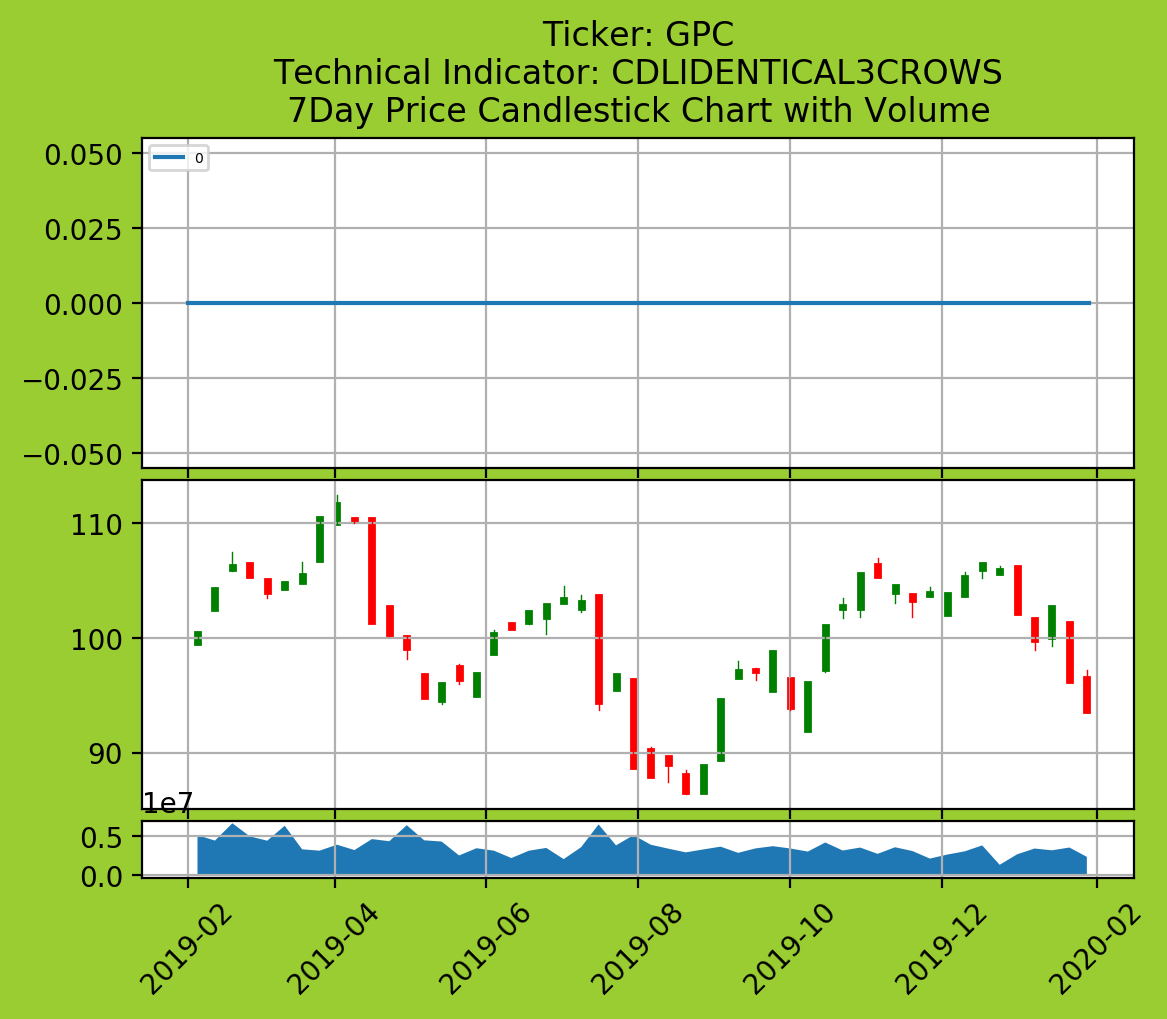 Ticker: GPC
Technical Indicator: CDLIDENTICAL3CROWS
7Day Price Candlestick Chart with Volume
0.050
0
0.025
0.000
−0.025
−0.050
110
100
90
1e7
0.5
0.0
2019-02 2019-04 2019-06 2019-08 2019-10 2019-12 2020-02